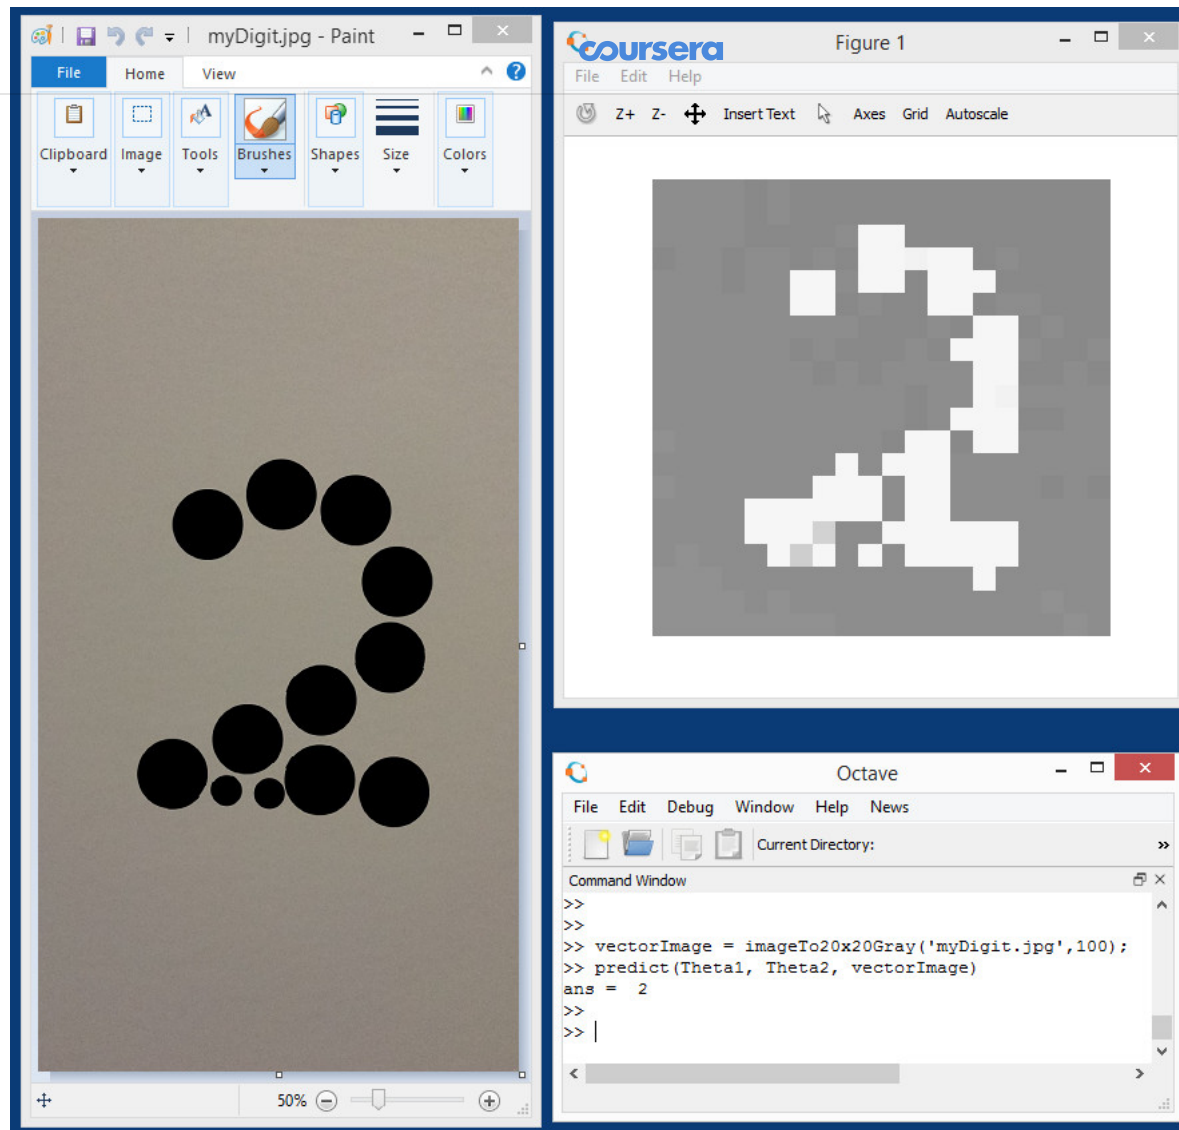 myDigit.jpg - Paint
File Home View
Clipboard Image Tools Brushes Shapes Size Colors
50%
coursera
Figure 1
File Edit Help
Z+ Z- Insert Text Axes Grid Autoscale
Octave
File Edit Debug Window Help News
Current Directory:
Command Window
>>
>>
>> vectorImage = imageTo20x20Gray('myDigit.jpg',100);
>> predict(Theta1, Theta2, vectorImage)
ans = 2
>>
>>